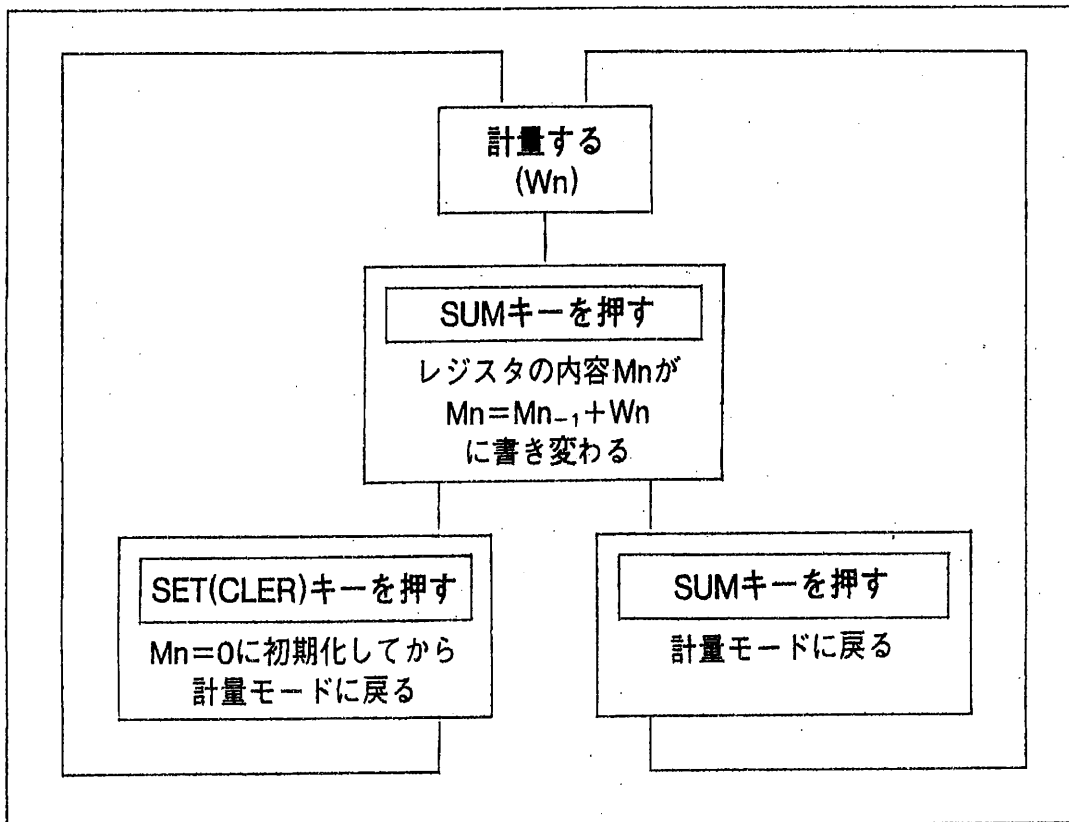 計量する
(Wn)
SUMキーを押す
レジスタの内容Mnが
Mn=Mn₋₁+Wn
に書き変わる
SET(CLER)キーを押す
Mn=0に初期化してから
計量モードに戻る
SUMキーを押す
計量モードに戻る